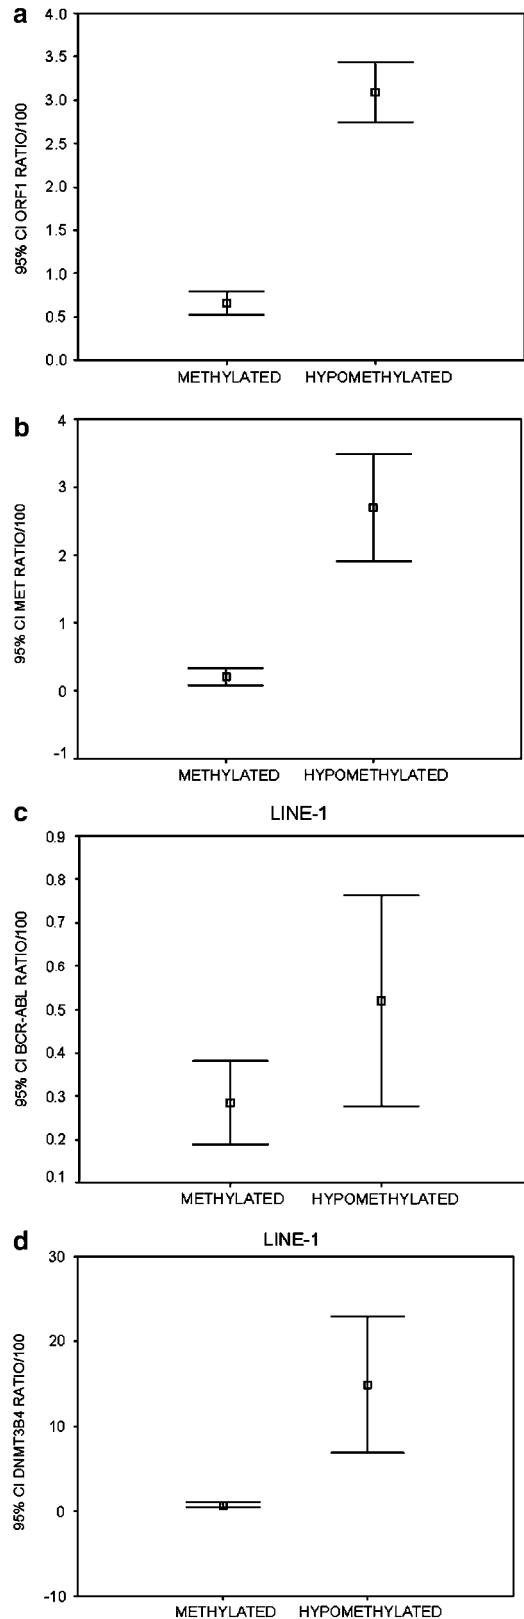 a
95% CI ORF1 RATIO/100
4.0
3.5
3.0
2.5
2.0
1.5
1.0
0.5
0.0
METHYLATED HYPOMETHYLATED
b
95% CI MET RATIO/100
4
3
2
1
0
-1
METHYLATED HYPOMETHYLATED
c
LINE-1
95% CI BCR-ABL RATIO/100
0.9
0.8
0.7
0.6
0.5
0.4
0.3
0.2
0.1
METHYLATED HYPOMETHYLATED
d
LINE-1
95% CI DNMT3B4 RATIO/100
30
20
10
0
-10
METHYLATED HYPOMETHYLATED